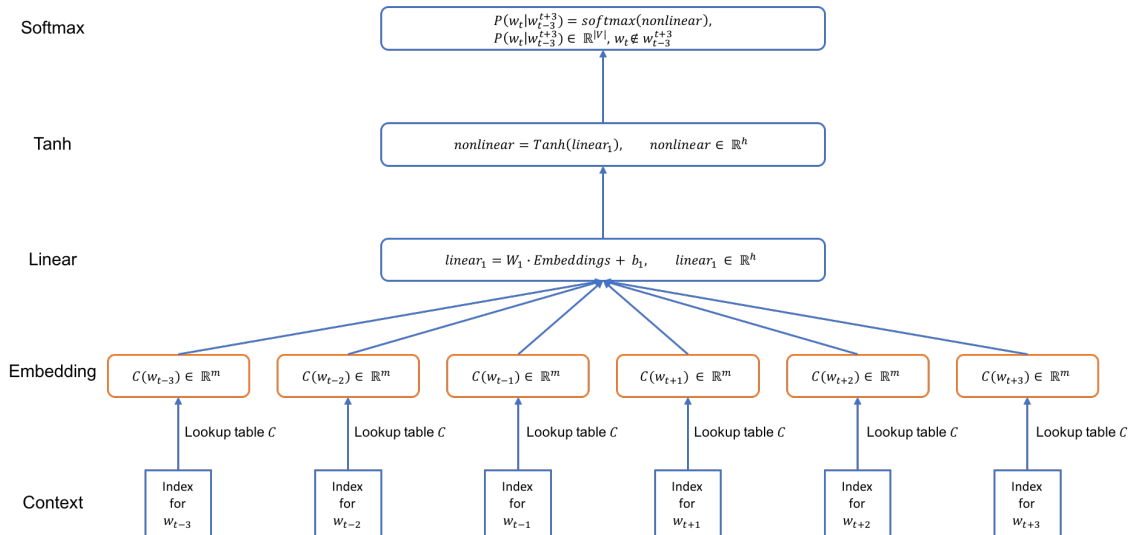 Softmax
P(w_t|w_{t-3}^{t+3}) = softmax(nonlinear),
P(w_t|w_{t-3}^{t+3}) ∈ ℝ^{|V|}, w_t ∉ w_{t-3}^{t+3}
Tanh
nonlinear = Tanh(linear_1), nonlinear ∈ ℝ^h
Linear
linear_1 = W_1 · Embeddings + b_1, linear_1 ∈ ℝ^h
Embedding
C(w_{t-3}) ∈ ℝ^m
C(w_{t-2}) ∈ ℝ^m
C(w_{t-1}) ∈ ℝ^m
C(w_{t+1}) ∈ ℝ^m
C(w_{t+2}) ∈ ℝ^m
C(w_{t+3}) ∈ ℝ^m
Lookup table C
Lookup table C
Lookup table C
Lookup table C
Lookup table C
Lookup table C
Context
Index
for
w_{t-3}
Index
for
w_{t-2}
Index
for
w_{t-1}
Index
for
w_{t+1}
Index
for
w_{t+2}
Index
for
w_{t+3}